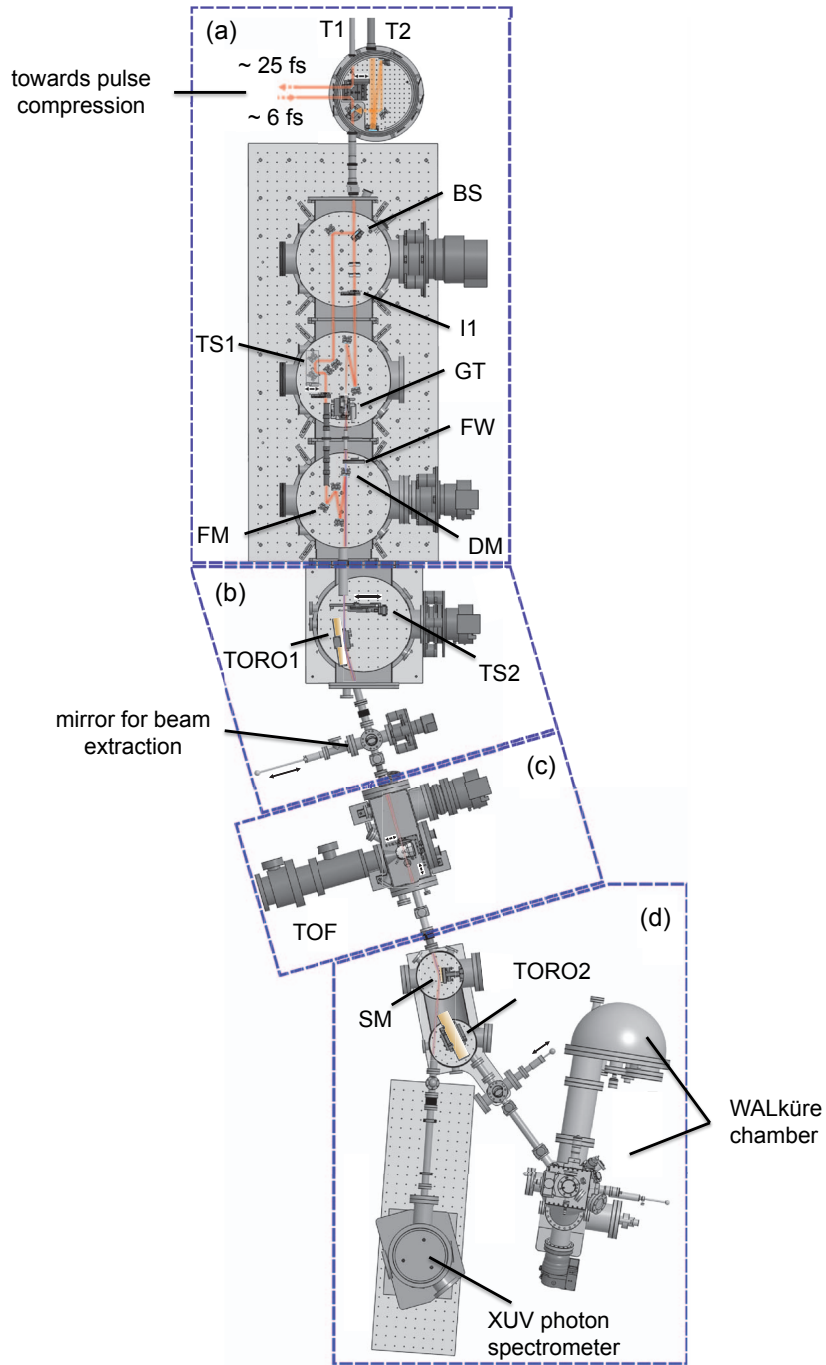 (a)
T1
T2
~ 25 fs
towards pulse
compression
~ 6 fs
BS
I1
TS1
GT
FW
FM
DM
(b)
TORO1
TS2
mirror for beam
extraction
(c)
TOF
(d)
TORO2
SM
WALküre
chamber
XUV photon
spectrometer